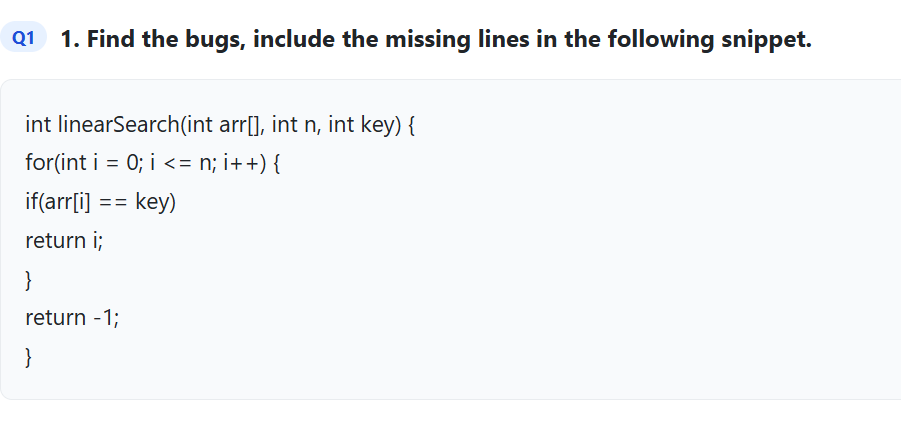 Q1 1. Find the bugs, include the missing lines in the following snippet.
int linearSearch(int arr[], int n, int key) {
for(int i = 0; i <= n; i++) {
if(arr[i] == key)
return i;
}
return -1;
}